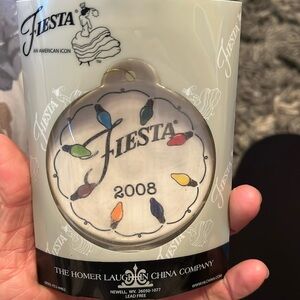 FIESTA
AN AMERICAN ICON
FIESTA
2008
THE HOMER LAUGHLIN CHINA COMPANY
NEWELL, WV. 26050-1077
LEAD FREE